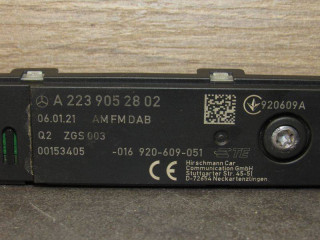 A 223 905 28 02
06.01.21 AM FM DAB
920609A
Q2 ZGS 003
00153405 -016 920-609-051
CE
Hirschmann Car
Communication GmbH
Stuttgarter Str. 45-51
D-72654 Neckartenzlingen